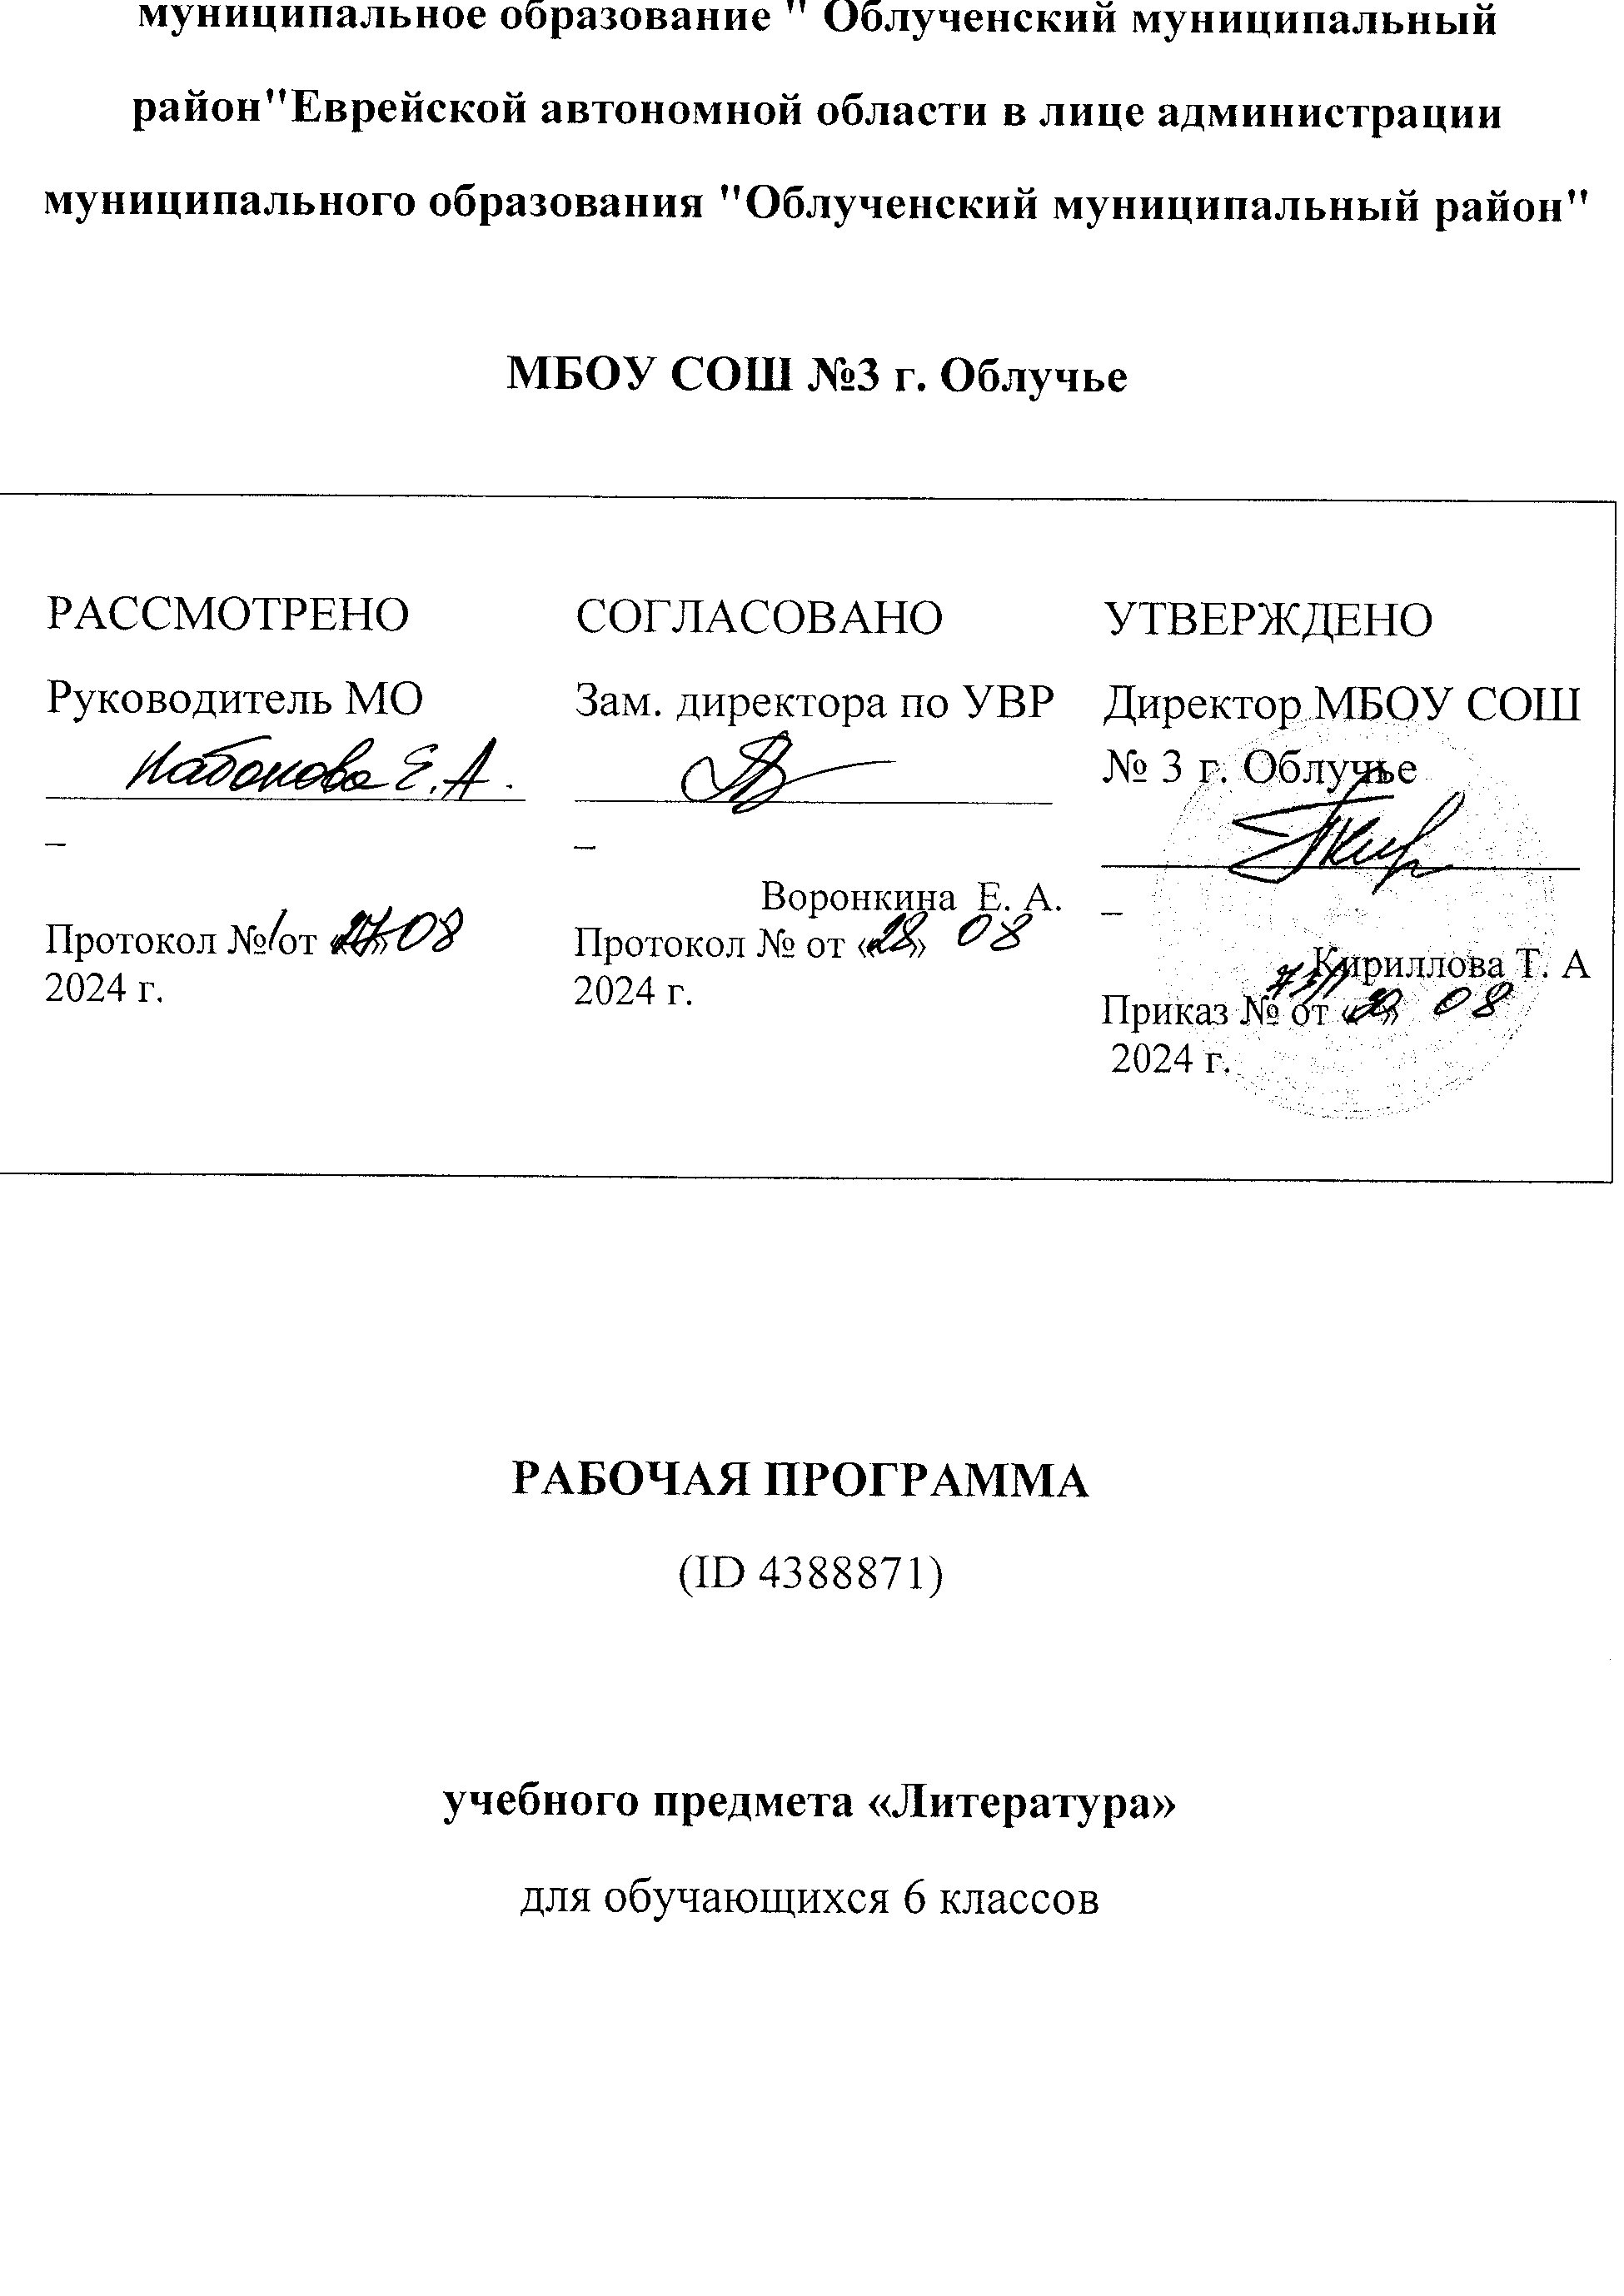 муниципальное образование " Облученский муниципальный
район"Еврейской автономной области в лице администрации
муниципального образования "Облученский муниципальный район"
МБОУ СОШ №3 г. Облучье
РАССМОТРЕНО
Руководитель МО
Набокова Е.А.
_
Протокол №1 от «27» 08
2024 г.
СОГЛАСОВАНО
Зам. директора по УВР
_
Воронкина Е. А.
Протокол № от «28» 08
2024 г.
УТВЕРЖДЕНО
Директор МБОУ СОШ
№ 3 г. Облучье
_
Кириллова Т. А
Приказ № от « » 08
2024 г.
РАБОЧАЯ ПРОГРАММА
(ID 4388871)
учебного предмета «Литература»
для обучающихся 6 классов